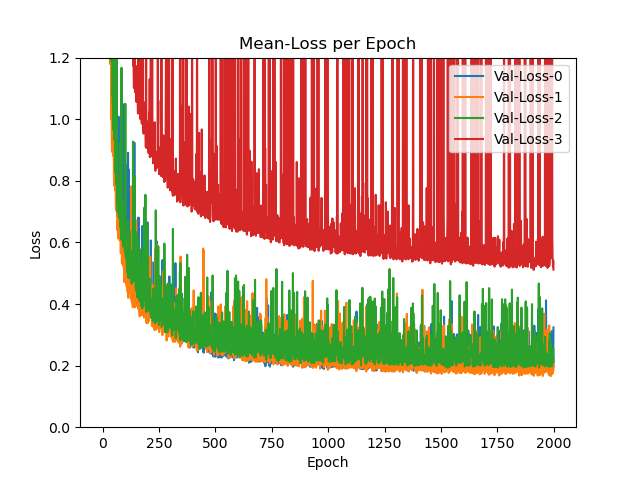 Mean-Loss per Epoch
Loss
1.2
1.0
0.8
0.6
0.4
0.2
0.0
Val-Loss-0
Val-Loss-1
Val-Loss-2
Val-Loss-3
0 250 500 750 1000 1250 1500 1750 2000
Epoch